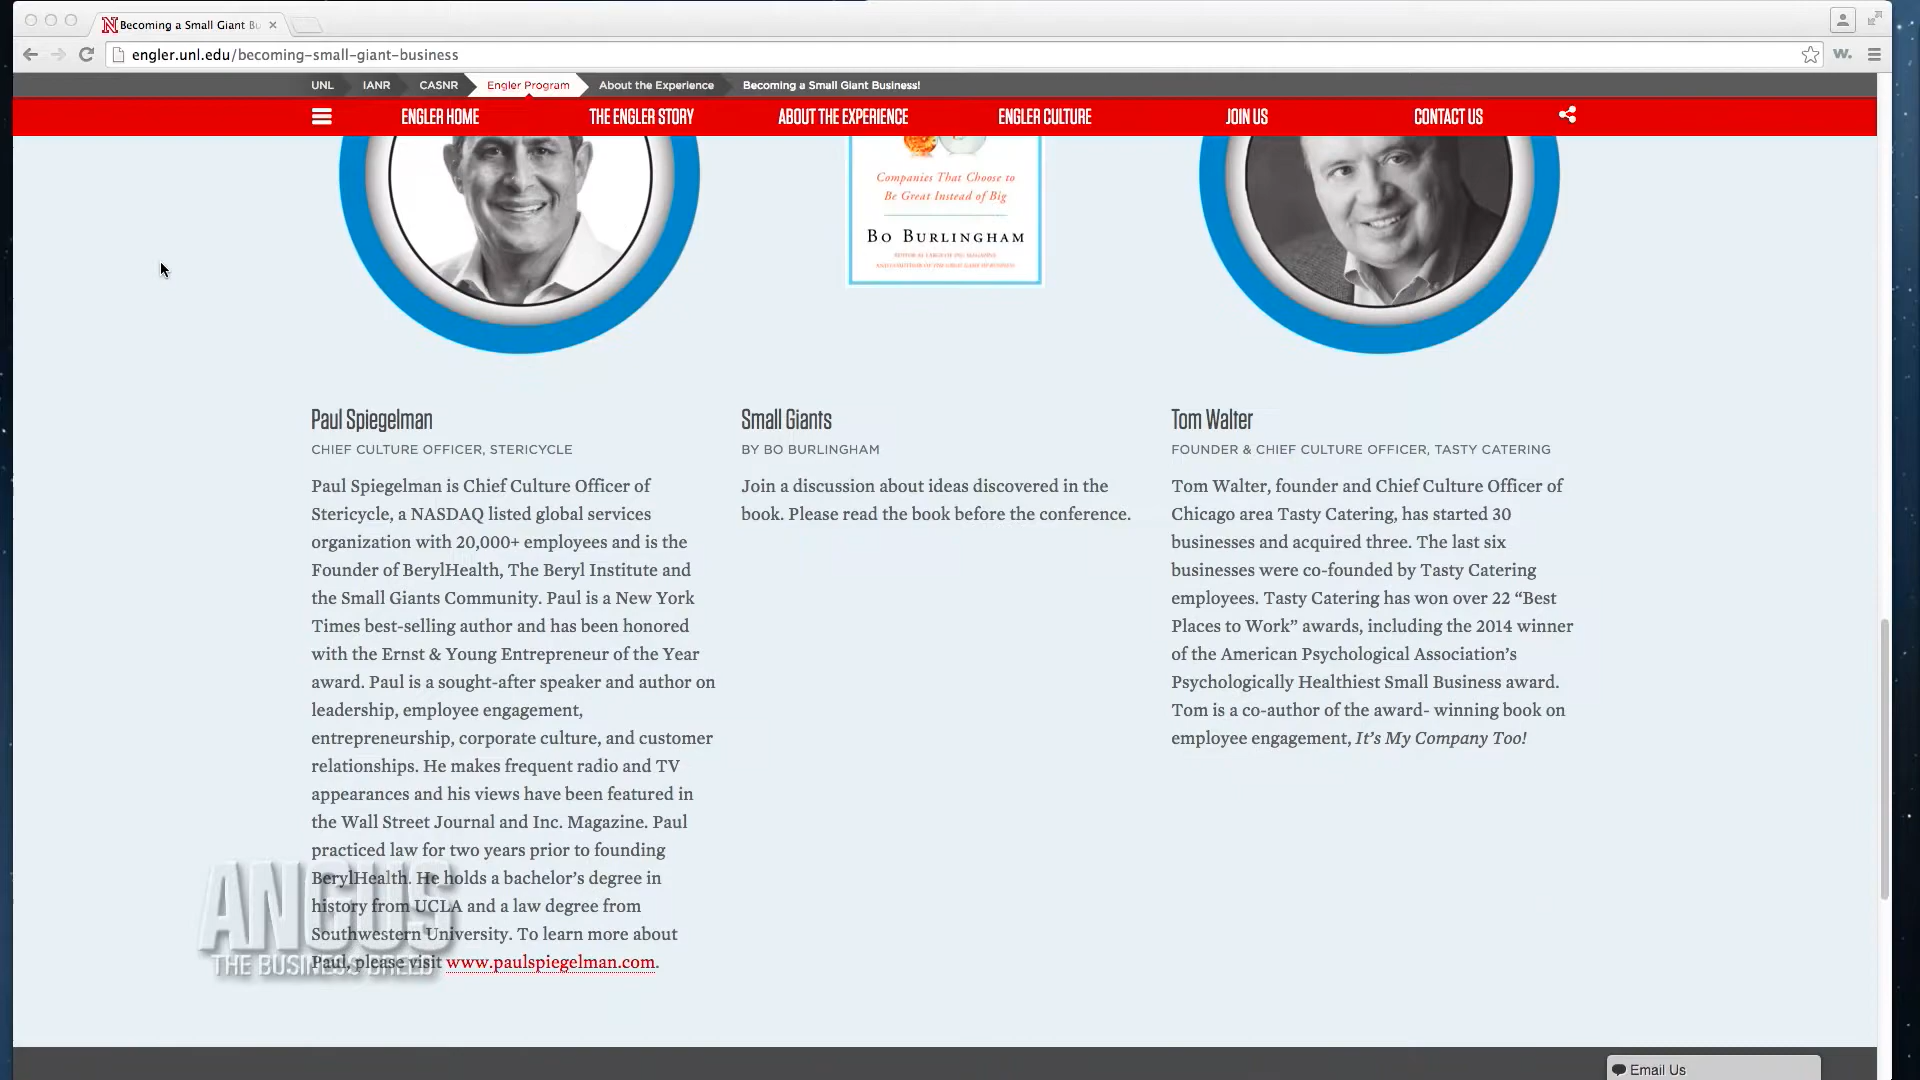 Becoming a Small Giant Bu
engler.unl.edu/becoming-small-giant-business
w.
UNL IANR CASNR Engler Program About the Experience Becoming a Small Giant Business!
ENGLER HOME THE ENGLER STORY ABOUT THE EXPERIENCE ENGLER CULTURE JOIN US CONTACT US
Companies That Choose to
Be Great Instead of Big
BO BURLINGHAM
Paul Spiegelman
CHIEF CULTURE OFFICER, STERICYCLE
Paul Spiegelman is Chief Culture Officer of
Stericycle, a NASDAQ listed global services
organization with 20,000+ employees and is the
Founder of BerylHealth, The Beryl Institute and
the Small Giants Community. Paul is a New York
Times best-selling author and has been honored
with the Ernst & Young Entrepreneur of the Year
award. Paul is a sought-after speaker and author on
leadership, employee engagement,
entrepreneurship, corporate culture, and customer
relationships. He makes frequent radio and TV
appearances and his views have been featured in
the Wall Street Journal and Inc. Magazine. Paul
practiced law for two years prior to founding
BerylHealth. He holds a bachelor's degree in
history from UCLA and a law degree from
Southwestern University. To learn more about
Paul, please visit www.paulspiegelman.com.
Small Giants
BY BO BURLINGHAM
Join a discussion about ideas discovered in the
book. Please read the book before the conference.
Tom Walter
FOUNDER & CHIEF CULTURE OFFICER, TASTY CATERING
Tom Walter, founder and Chief Culture Officer of
Chicago area Tasty Catering, has started 30
businesses and acquired three. The last six
businesses were co-founded by Tasty Catering
employees. Tasty Catering has won over 22 “Best
Places to Work” awards, including the 2014 winner
of the American Psychological Association’s
Psychologically Healthiest Small Business award.
Tom is a co-author of the award- winning book on
employee engagement, It’s My Company Too!
ANGUS
THE BUSINESS BREED
Email Us